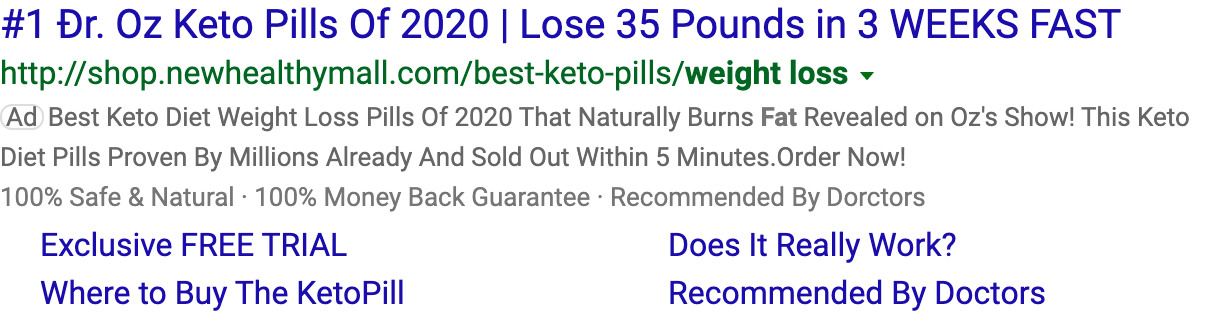 #1 Đr. Oz Keto Pills Of 2020 | Lose 35 Pounds in 3 WEEKS FAST
http://shop.newhealthymall.com/best-keto-pills/weight loss
Ad Best Keto Diet Weight Loss Pills Of 2020 That Naturally Burns Fat Revealed on Oz's Show! This Keto
Diet Pills Proven By Millions Already And Sold Out Within 5 Minutes.Order Now!
100% Safe & Natural · 100% Money Back Guarantee · Recommended By Dorctors
Exclusive FREE TRIAL Does It Really Work?
Where to Buy The KetoPill Recommended By Doctors